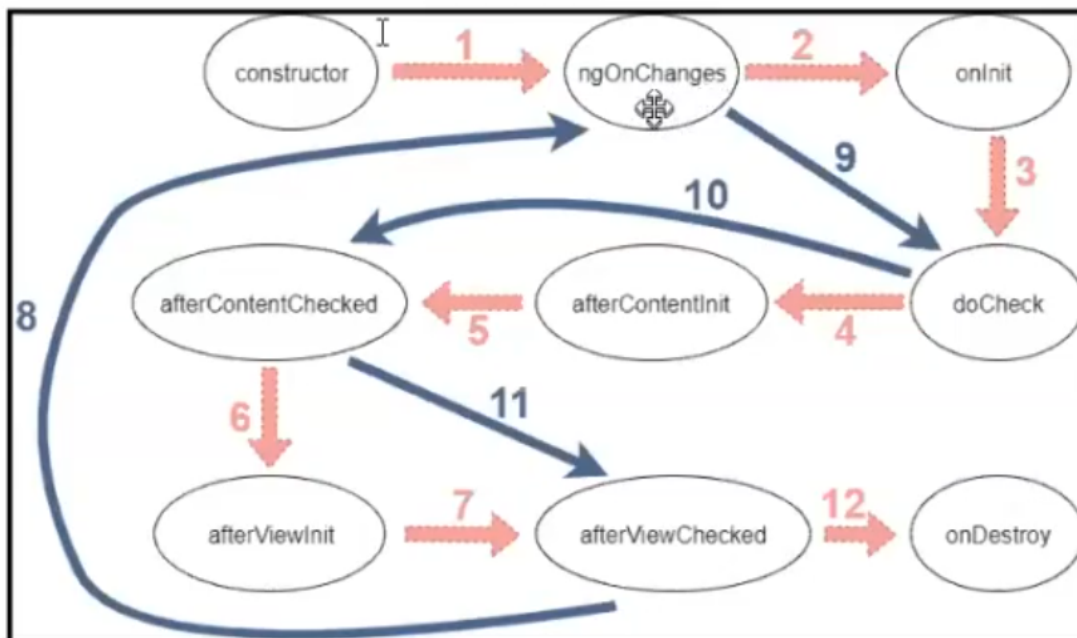 constructor
1
ngOnChanges
2
onInit
9
3
10
8
afterContentChecked
5
afterContentInit
4
doCheck
6
11
afterViewInit
7
afterViewChecked
12
onDestroy